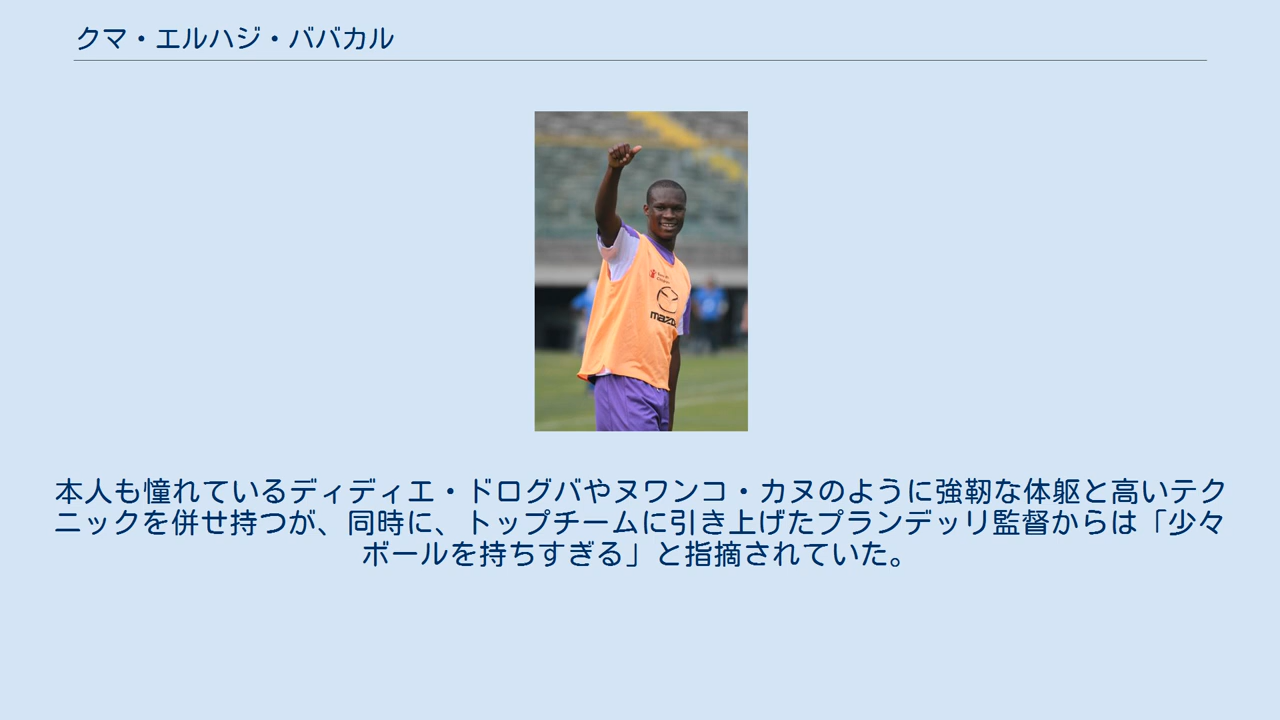 クマ・エルハジ・ババカル
mazda
本人も憧れているディディエ・ドログバやヌワンコ・カヌのように強靭な体躯と高いテク
ニックを併せ持つが、同時に、トップチームに引き上げたプランデッリ監督からは「少々
ボールを持ちすぎる」と指摘されていた。